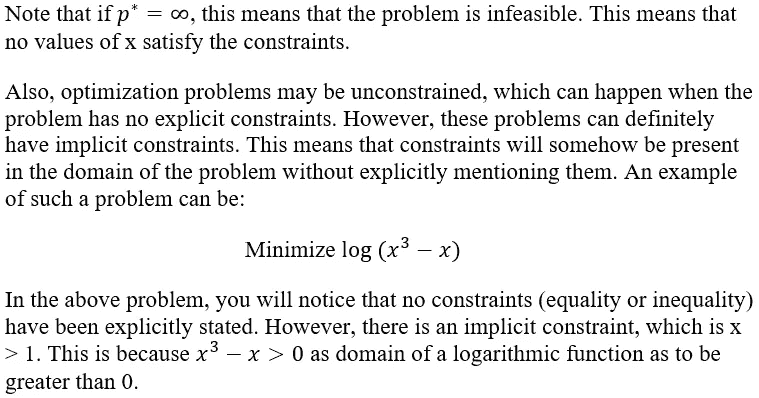 Note that if p* = ∞, this means that the problem is infeasible. This means that
no values of x satisfy the constraints.
Also, optimization problems may be unconstrained, which can happen when the
problem has no explicit constraints. However, these problems can definitely
have implicit constraints. This means that constraints will somehow be present
in the domain of the problem without explicitly mentioning them. An example
of such a problem can be:
Minimize log (x³ − x)
In the above problem, you will notice that no constraints (equality or inequality)
have been explicitly stated. However, there is an implicit constraint, which is x
> 1. This is because x³ − x > 0 as domain of a logarithmic function as to be
greater than 0.